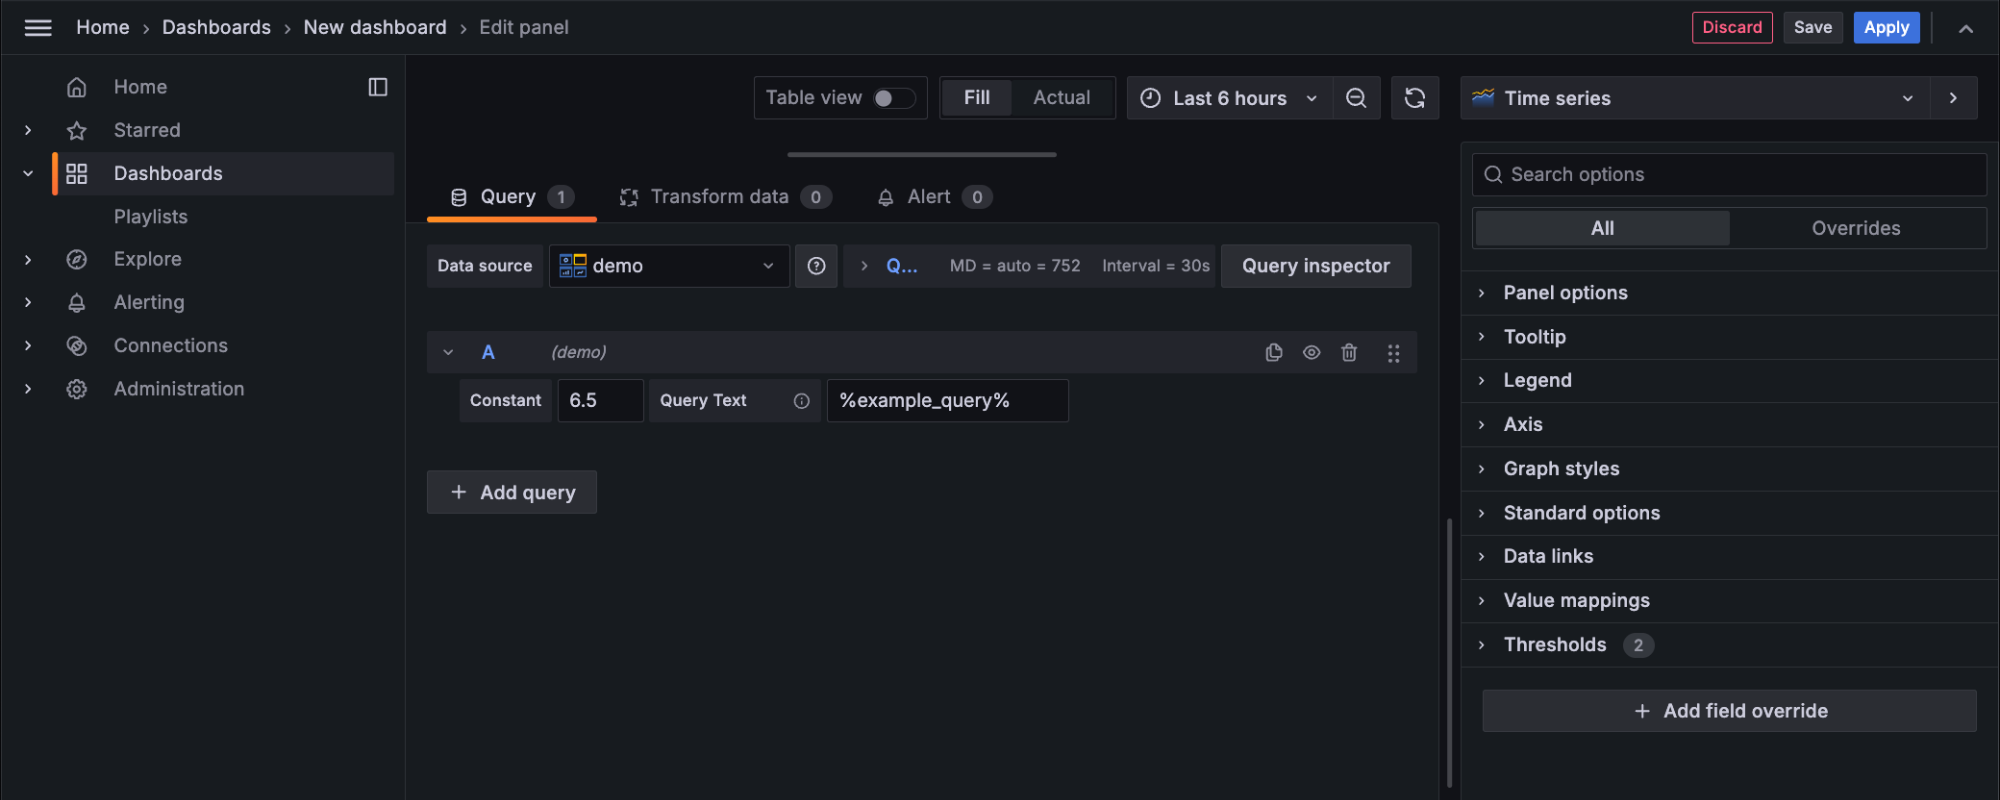 Home › Dashboards › New dashboard › Edit panel
Discard Save Apply
Home
Starred
Dashboards
Playlists
Explore
Alerting
Connections
Administration
Table view Fill Actual Last 6 hours
Query 1 Transform data 0 Alert 0
Data source demo Q... MD = auto = 752 Interval = 30s Query inspector
A (demo)
Constant 6.5 Query Text %example_query%
+ Add query
Time series
Search options
All Overrides
Panel options
Tooltip
Legend
Axis
Graph styles
Standard options
Data links
Value mappings
Thresholds 2
+ Add field override